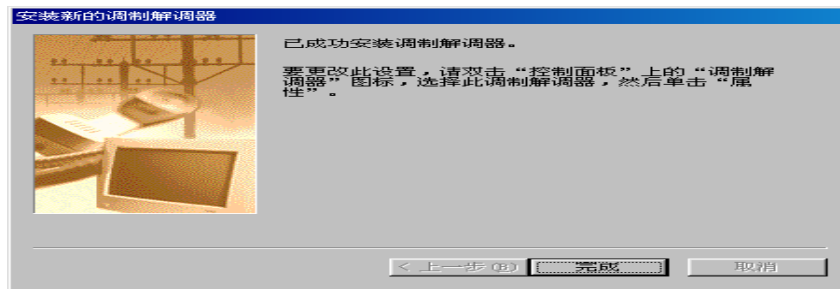 安装新的调制解调器
已成功安装调制解调器。
要更改此设置，请双击“控制面板”上的“调制解
调器”图标，选择此调制解调器，然后单击“属
性”。
< 上一步(B)
完成
取消